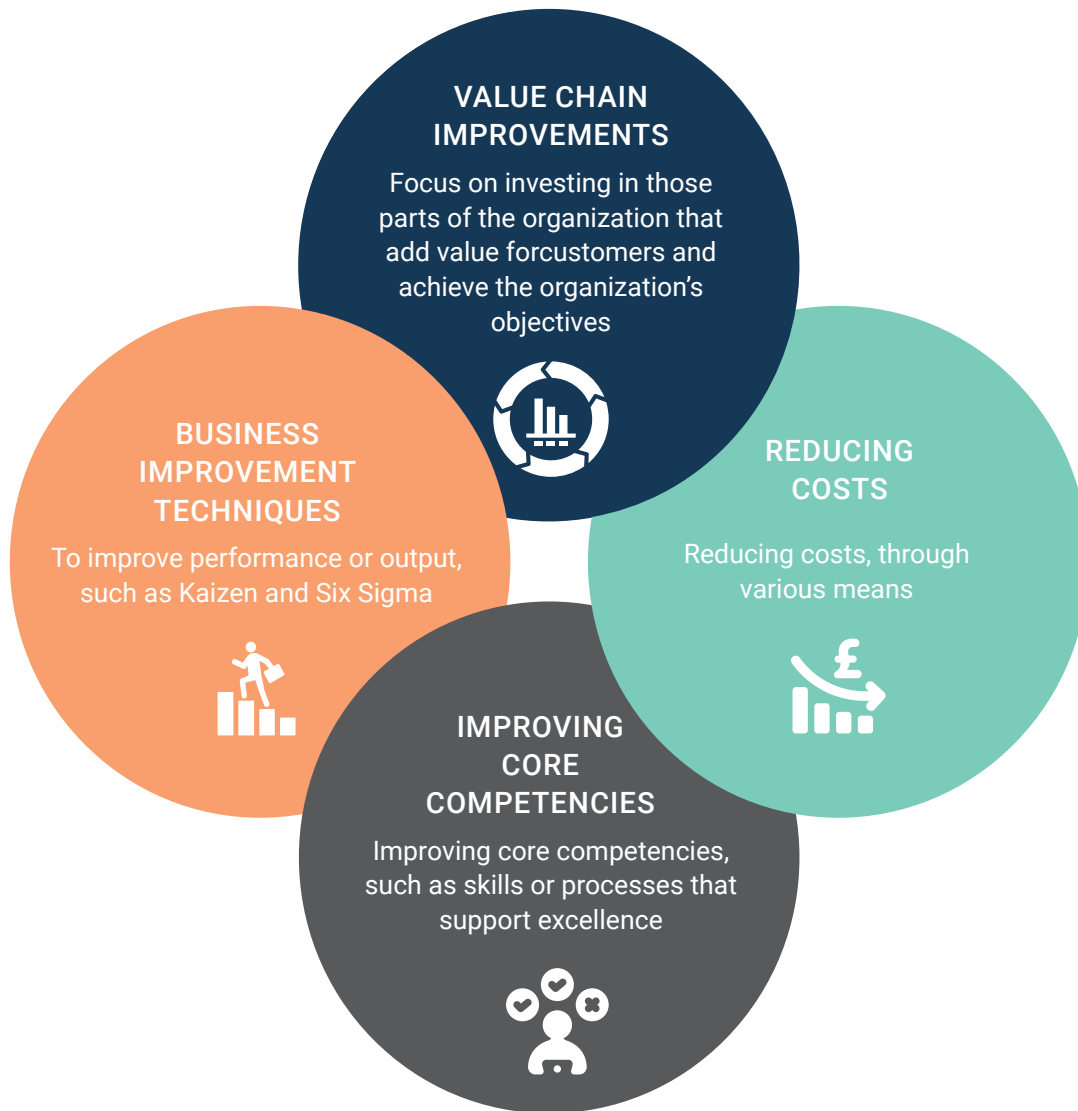 VALUE CHAIN
IMPROVEMENTS
Focus on investing in those
parts of the organization that
add value forcustomers and
achieve the organization’s
objectives
BUSINESS
IMPROVEMENT
TECHNIQUES
To improve performance or output,
such as Kaizen and Six Sigma
REDUCING
COSTS
Reducing costs, through
various means
£
IMPROVING
CORE
COMPETENCIES
Improving core competencies,
such as skills or processes that
support excellence